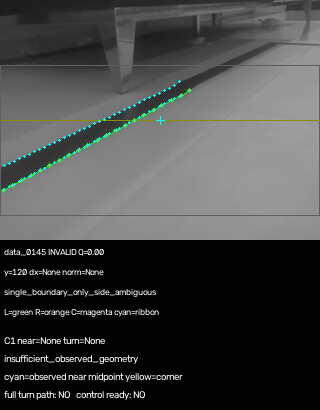 data_0145 INVALID Q=0.00
y=120 dx=None norm=None
single_boundary_only_side_ambiguous
L=green R=orange C=magenta cyan=ribbon
C1 near=None turn=None
insufficient_observed_geometry
cyan=observed near midpoint yellow=corner
full turn path: NO control ready: NO